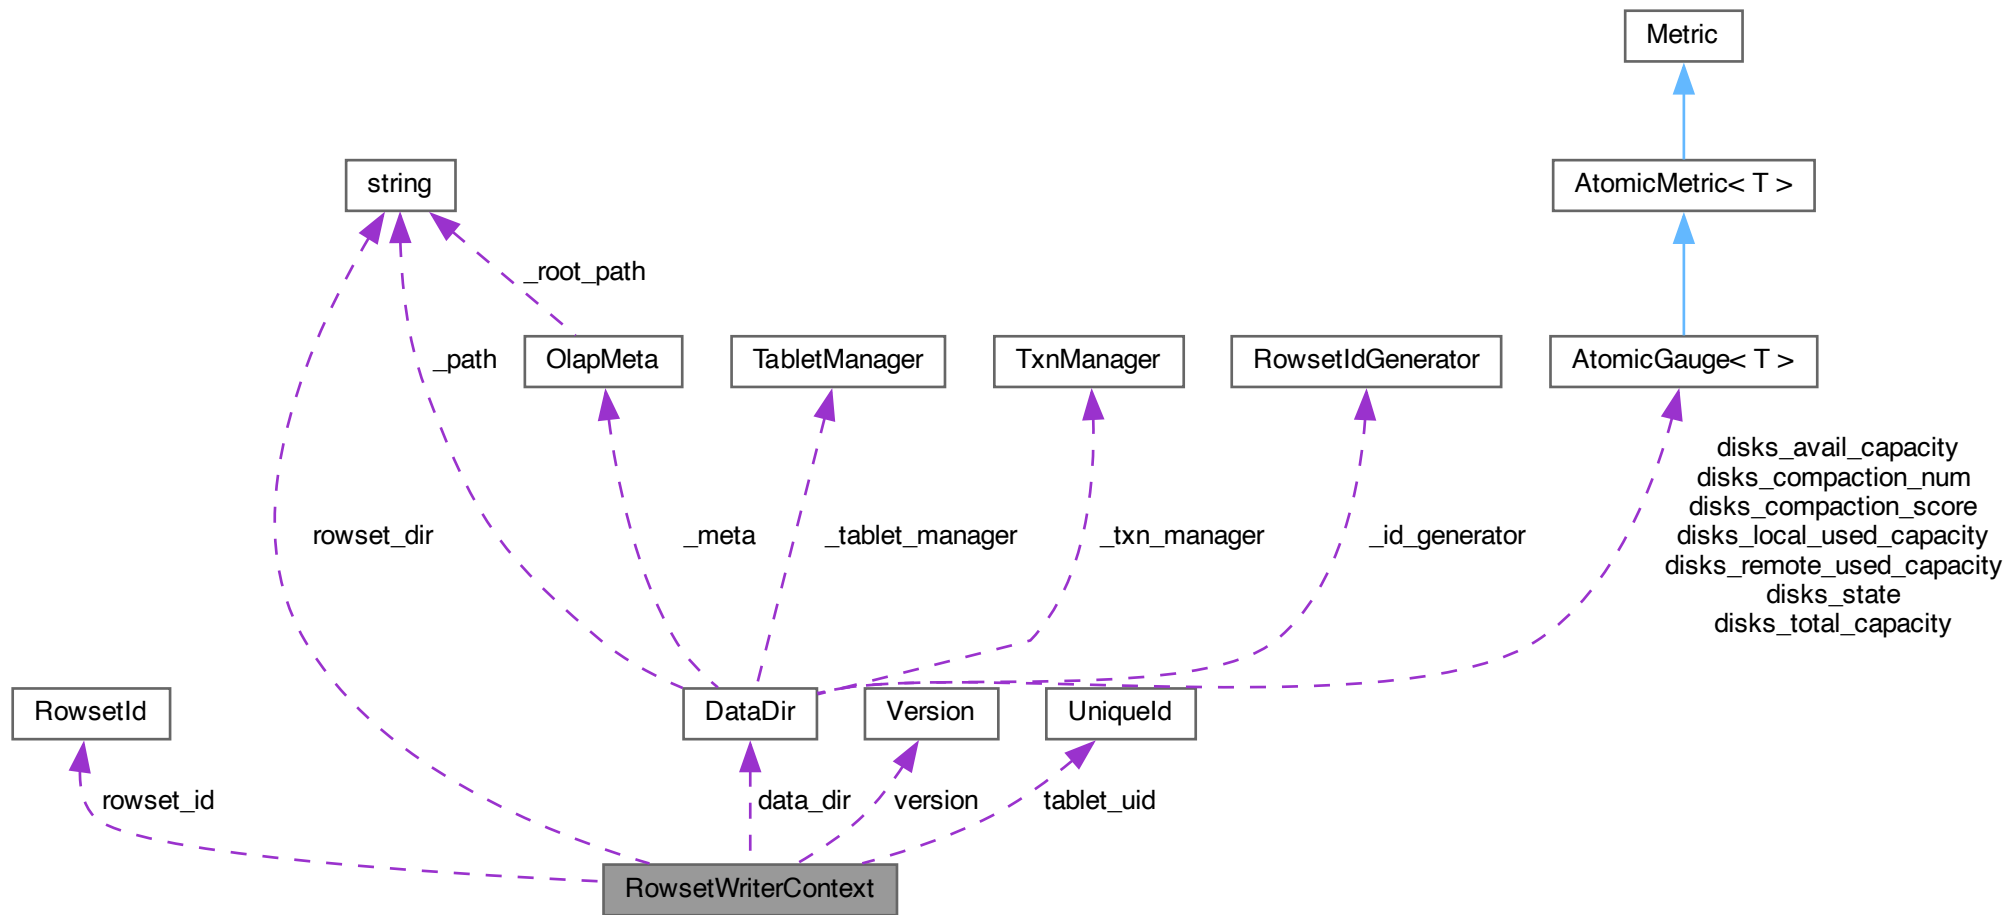 Metric
string
AtomicMetric< T >
_root_path
_path
OlapMeta
TabletManager
TxnManager
RowsetIdGenerator
AtomicGauge< T >
disks_avail_capacity
disks_compaction_num
disks_compaction_score
disks_local_used_capacity
disks_remote_used_capacity
disks_state
disks_total_capacity
rowset_dir
_meta
_tablet_manager
_txn_manager
_id_generator
RowsetId
DataDir
Version
UniqueId
rowset_id
data_dir
version
tablet_uid
RowsetWriterContext